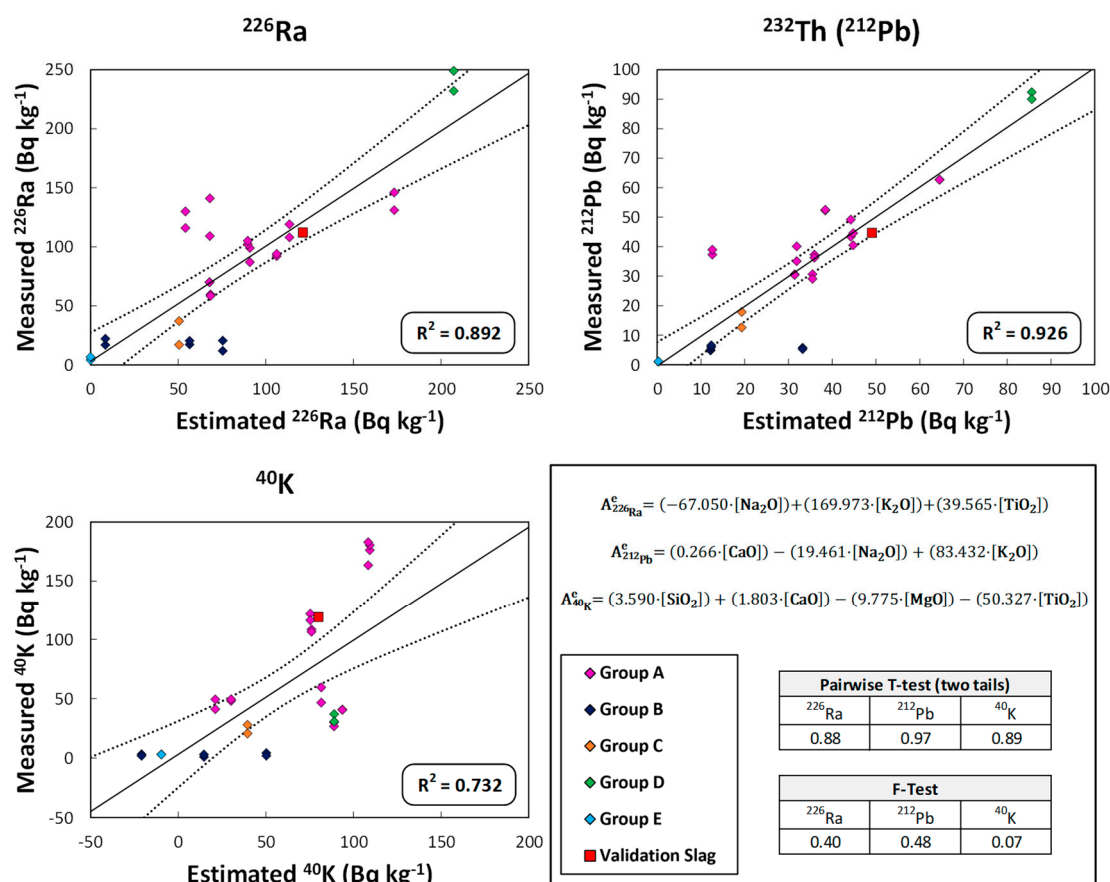 ²²⁶Ra
Measured ²²⁶Ra (Bq kg⁻¹)
250
200
150
100
50
0
R² = 0.892
0 50 100 150 200 250
Estimated ²²⁶Ra (Bq kg⁻¹)
²³²Th (²¹²Pb)
Measured ²¹²Pb (Bq kg⁻¹)
100
90
80
70
60
50
40
30
20
10
0
R² = 0.926
0 10 20 30 40 50 60 70 80 90 100
Estimated ²¹²Pb (Bq kg⁻¹)
⁴⁰K
Measured ⁴⁰K (Bq kg⁻¹)
200
150
100
50
0
-50
R² = 0.732
-50 0 50 100 150 200
Estimated ⁴⁰K (Bq kg⁻¹)
Aᵉ₂₂₆Ra= (−67.050·[Na₂O])+(169.973·[K₂O])+(39.565·[TiO₂])
Aᵉ₂₁₂Pb= (0.266·[CaO]) − (19.461·[Na₂O]) + (83.432·[K₂O])
Aᵉ₄₀K= (3.590·[SiO₂]) + (1.803·[CaO]) − (9.775·[MgO]) − (50.327·[TiO₂])
Group A
Group B
Group C
Group D
Group E
Validation Slag
Pairwise T-test (two tails)
²²⁶Ra ²¹²Pb ⁴⁰K
0.88 0.97 0.89
F-Test
²²⁶Ra ²¹²Pb ⁴⁰K
0.40 0.48 0.07